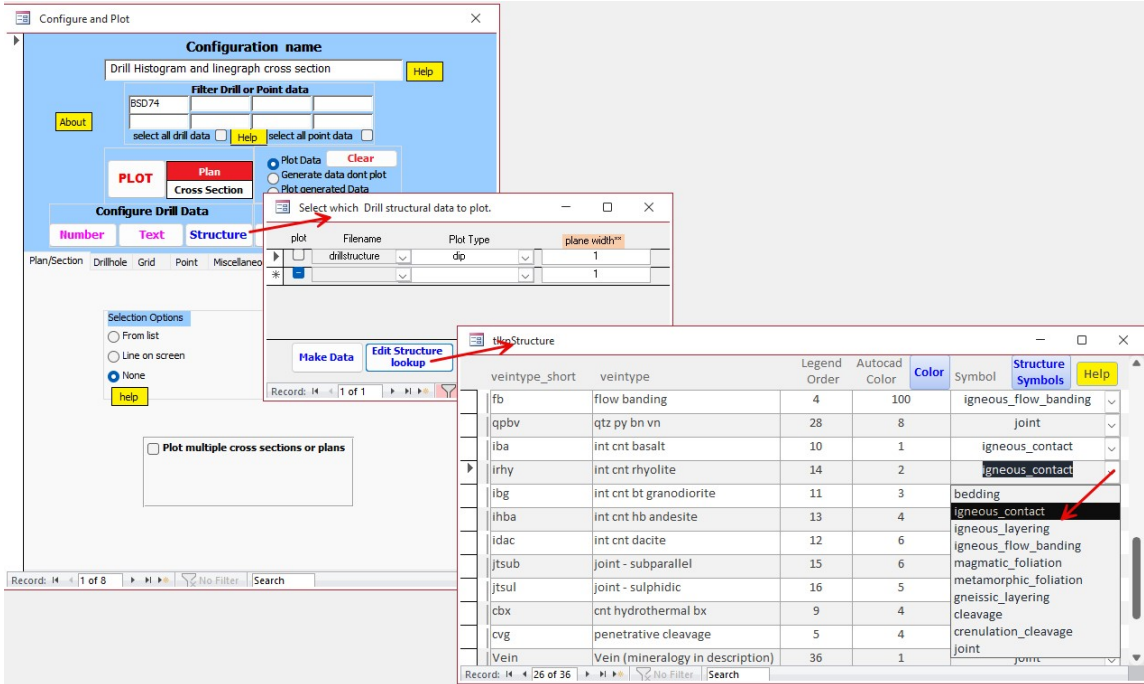 Configure and Plot
Configuration name
Drill Histogram and linegraph cross section
Help
Filter Drill or Point data
BSD74
About
select all drill data Help select all point data
PLOT
Plan
Cross Section
Plot Data Clear
Generate data dont plot
Plot generated Data
Configure Drill Data
Number Text Structure
Plan/Section Drillhole Grid Point Miscellaneo
Selection Options
From list
Line on screen
None
help
Plot multiple cross sections or plans
Record: 1 of 8 No Filter Search
Select which Drill structural data to plot.
plot Filename Plot Type plane width**
drillstructure dip 1
1
Make Data Edit Structure
lookup
Record: 1 of 1
veintype_short veintype Legend
Order Autocad
Color Color Symbol Structure
Symbols Help
fb flow banding 4 100 igneous_flow_banding
qpbv qtz py bn vn 28 8 joint
iba int cnt basalt 10 1 igneous_contact
irhy int cnt rhyolite 14 2 igneous_contact
ibg int cnt bt granodiorite 11 3
ihba int cnt hb andesite 13 4
idac int cnt dacite 12 6
jtsub joint - subparallel 15 6
jtsul joint - sulphidic 16 5
cbx cnt hydrothermal bx 9 4
cvg penetrative cleavage 5 4
Vein Vein (mineralogy in description) 36 1 joint
bedding
igneous_contact
igneous_layering
igneous_flow_banding
magmatic_foliation
metamorphic_foliation
gneissic_layering
cleavage
crenulation_cleavage
joint
Record: 26 of 36 No Filter Search